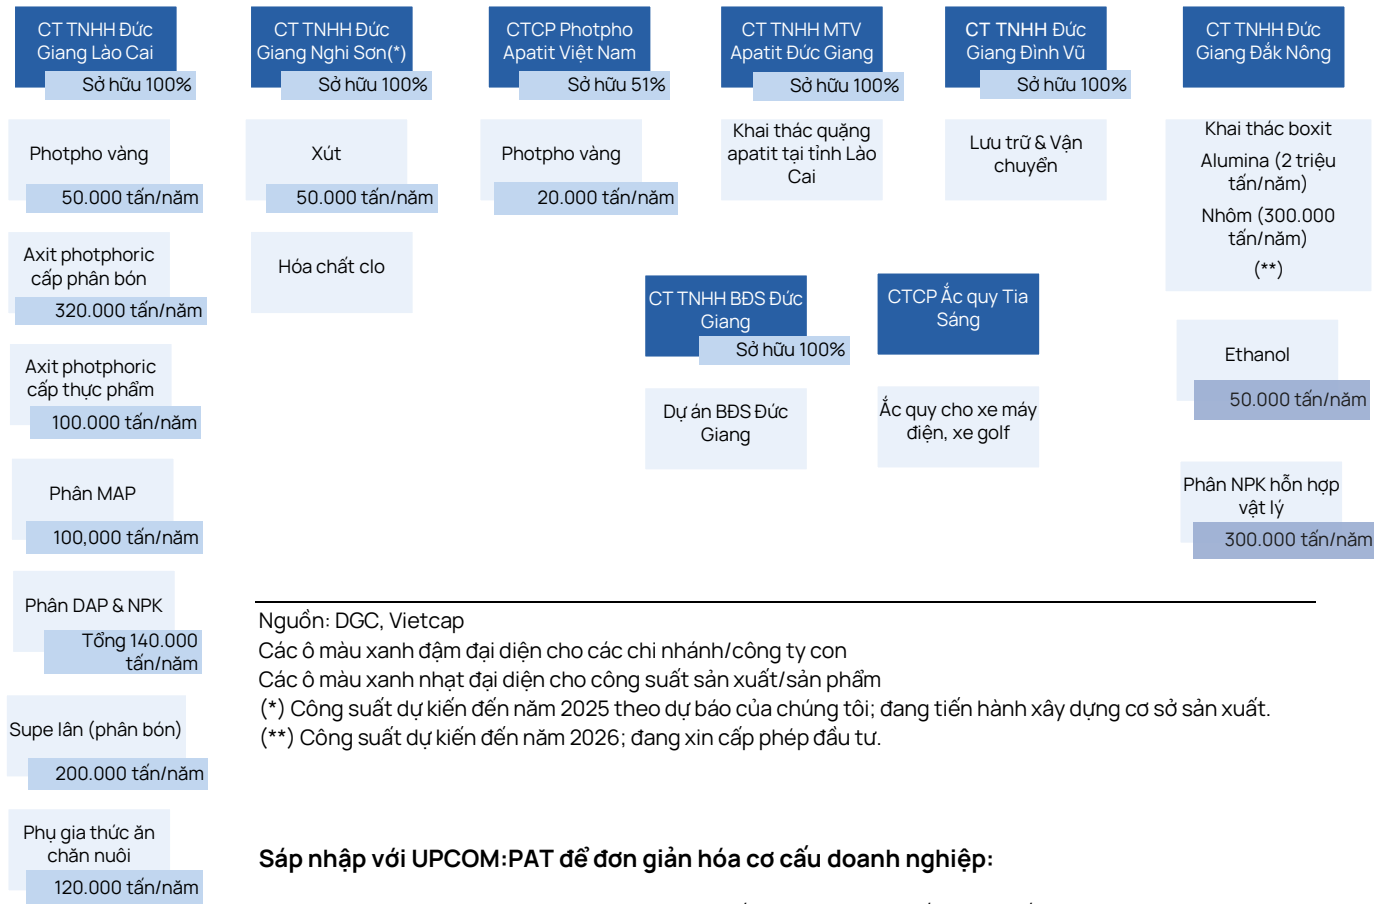 CT TNHH Đức
Giang Lào Cai
Sở hữu 100%
CT TNHH Đức
Giang Nghi Sơn(*)
Sở hữu 100%
CTCP Photpho
Apatit Việt Nam
Sở hữu 51%
CT TNHH MTV
Apatit Đức Giang
Sở hữu 100%
CT TNHH Đức
Giang Đình Vũ
Sở hữu 100%
CT TNHH Đức
Giang Đắk Nông
Photpho vàng
50.000 tấn/năm
Xút
50.000 tấn/năm
Photpho vàng
20.000 tấn/năm
Khai thác quặng
apatit tại tỉnh Lào
Cai
Lưu trữ & Vận
chuyển
Khai thác boxit
Alumina (2 triệu
tấn/năm)
Nhôm (300.000
tấn/năm)
(**)
Axit photphoric
cấp phân bón
320.000 tấn/năm
Hóa chất clo
CT TNHH BĐS Đức
Giang
Sở hữu 100%
CTCP Ắc quy Tia
Sáng
Axit photphoric
cấp thực phẩm
100.000 tấn/năm
Dự án BĐS Đức
Giang
Ắc quy cho xe máy
điện, xe golf
Ethanol
50.000 tấn/năm
Phân MAP
100,000 tấn/năm
Phân NPK hỗn hợp
vật lý
300.000 tấn/năm
Phân DAP & NPK
Tổng 140.000
tấn/năm
Supe lân (phân bón)
200.000 tấn/năm
Phụ gia thức ăn
chăn nuôi
120.000 tấn/năm
Nguồn: DGC, Vietcap
Các ô màu xanh đậm đại diện cho các chi nhánh/công ty con
Các ô màu xanh nhạt đại diện cho công suất sản xuất/sản phẩm
(*) Công suất dự kiến đến năm 2025 theo dự báo của chúng tôi; đang tiến hành xây dựng cơ sở sản xuất.
(**) Công suất dự kiến đến năm 2026; đang xin cấp phép đầu tư.
Sáp nhập với UPCOM:PAT để đơn giản hóa cơ cấu doanh nghiệp: